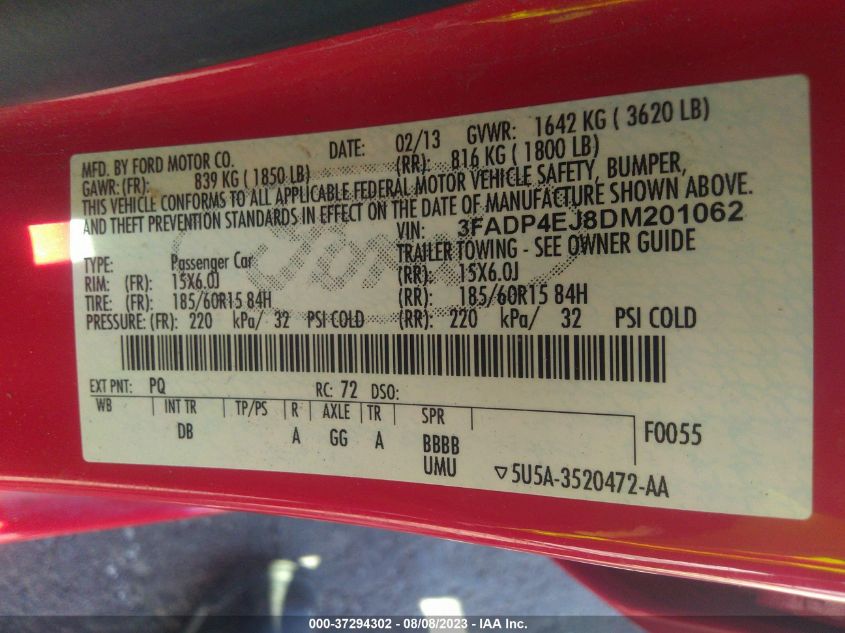 MFD. BY FORD MOTOR CO. DATE: 02/13 GVWR: 1642 KG ( 3620 LB)
GAWR: (FR): 839 KG ( 1850 LB) (RR): 816 KG ( 1800 LB)
THIS VEHICLE CONFORMS TO ALL APPLICABLE FEDERAL MOTOR VEHICLE SAFETY, BUMPER,
AND THEFT PREVENTION STANDARDS IN EFFECT ON THE DATE OF MANUFACTURE SHOWN ABOVE.
VIN: 3FADP4EJ8DM201062
TYPE: Passenger Car TRAILER TOWING - SEE OWNER GUIDE
RIM: (FR): 15X6.0J (RR): 15X6.0J
TIRE: (FR): 185/60R15 84H (RR): 185/60R15 84H
PRESSURE: (FR): 220 kPa/ 32 PSI COLD (RR): 220 kPa/ 32 PSI COLD
EXT PNT: PQ RC: 72 DSO:
WB INT TR TP/PS R AXLE TR SPR F0055
DB A GG A BBBB
UMU ▽5U5A-3520472-AA
000-37294302 - 08/08/2023 - IAA Inc.